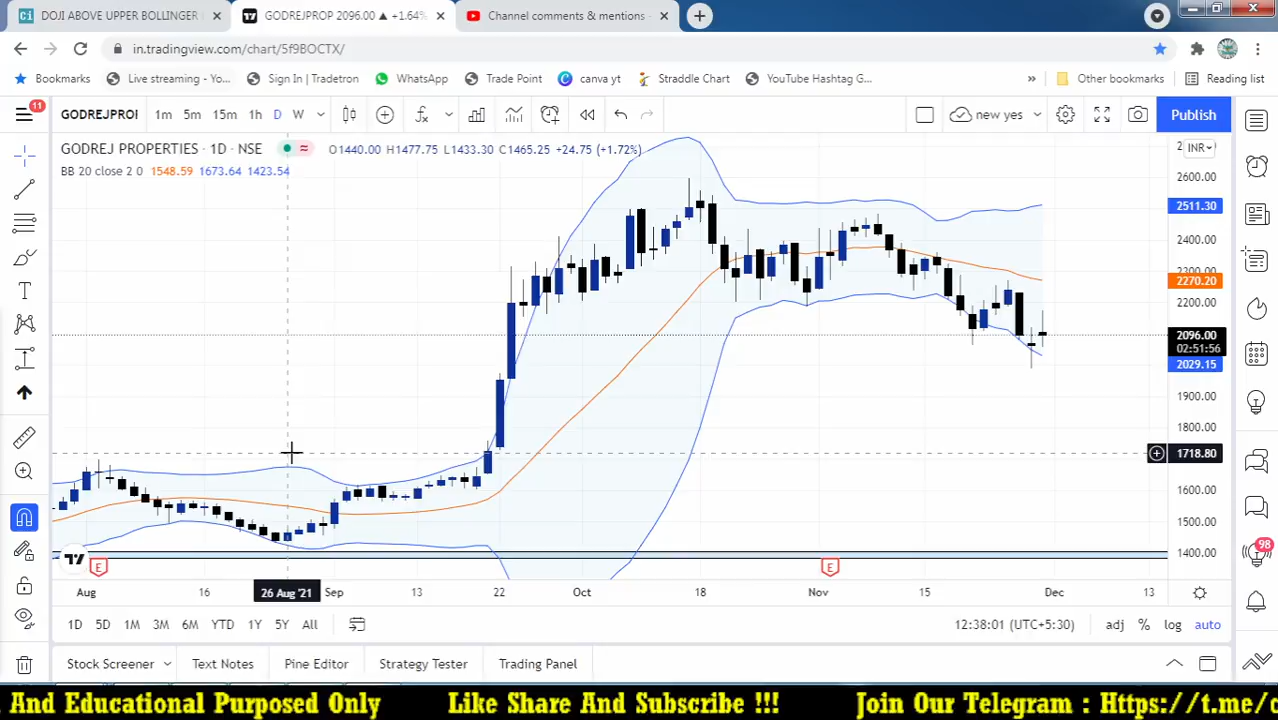 DOJI ABOVE UPPER BOLLINGER
GODREJPROP 2096.00 ▲ +1.64%
Channel comments & mentions -
in.tradingview.com/chart/5f9BOCTX/
Bookmarks
Live streaming - Yo...
Sign In | Tradetron
WhatsApp
Trade Point
canva yt
Straddle Chart
YouTube Hashtag G...
»
Other bookmarks
Reading list
11
GODREJPROI
1m 5m 15m 1h D W
new yes
Publish
GODREJ PROPERTIES · 1D · NSE
O1440.00 H1477.75 L1433.30 C1465.25 +24.75 (+1.72%)
INR
BB 20 close 2 0 1548.59 1673.64 1423.54
2600.00
2511.30
2400.00
2300.00
2270.20
2200.00
2096.00
02:51:56
2029.15
1900.00
1800.00
1718.80
1600.00
1500.00
1400.00
98
E
E
Aug 16 26 Aug '21 Sep 13 22 Oct 18 Nov 15 Dec 13
1D 5D 1M 3M 6M YTD 1Y 5Y All
12:38:01 (UTC+5:30)
adj % log auto
Stock Screener
Text Notes
Pine Editor
Strategy Tester
Trading Panel
And Educational Purposed Only Like Share And Subscribe !!! Join Our Telegram : Https://t.me/